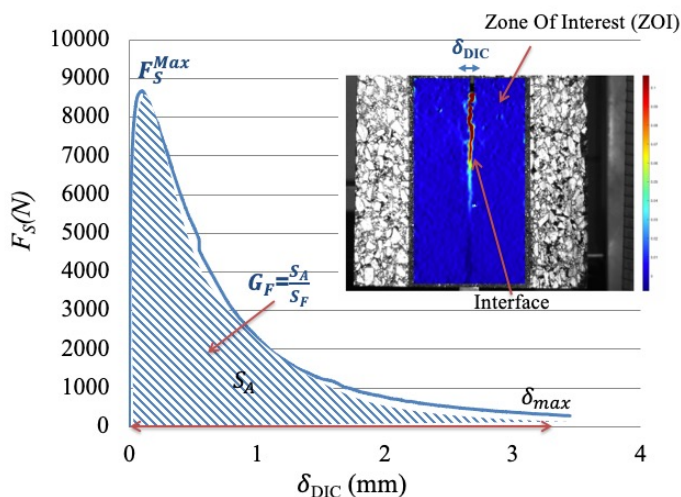 Zone Of Interest (ZOI)
δ_DIC
10000
9000
8000
7000
6000
5000
4000
3000
2000
1000
0
F_S(N)
F_S^Max
G_F=S_A/S_F
S_A
δ_max
Interface
0 1 2 3 4
δ_DIC (mm)